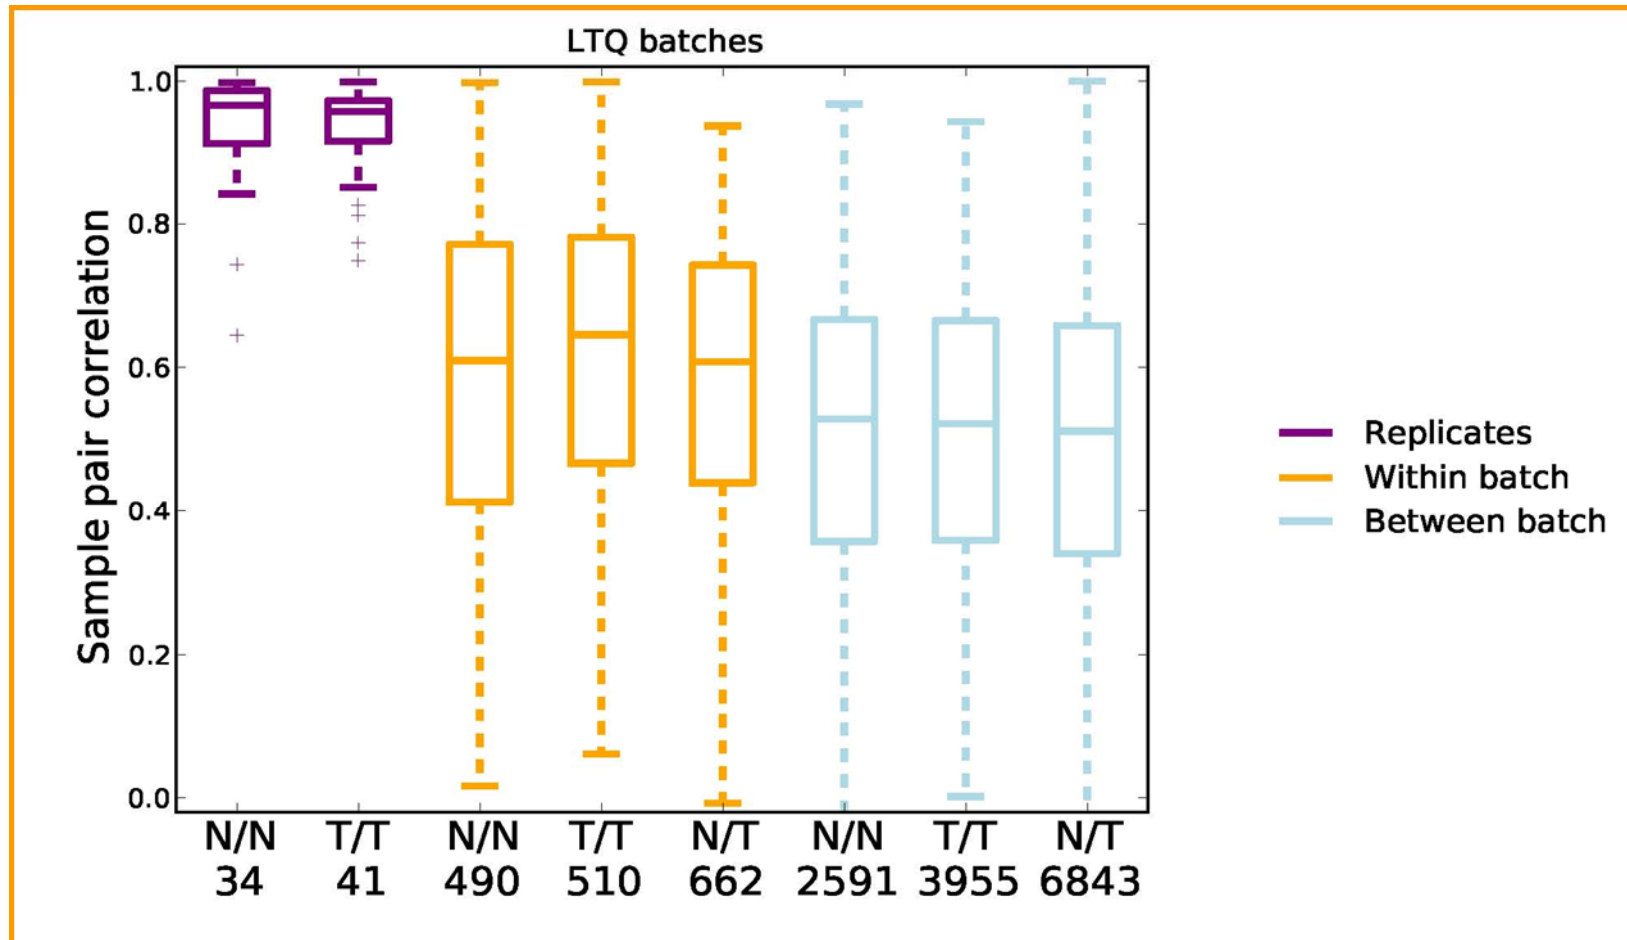 LTQ batches
1.0
0.8
0.6
0.4
0.2
0.0
Sample pair correlation
N/N T/T N/N T/T N/T N/N T/T N/T
34 41 490 510 662 2591 3955 6843
Replicates
Within batch
Between batch